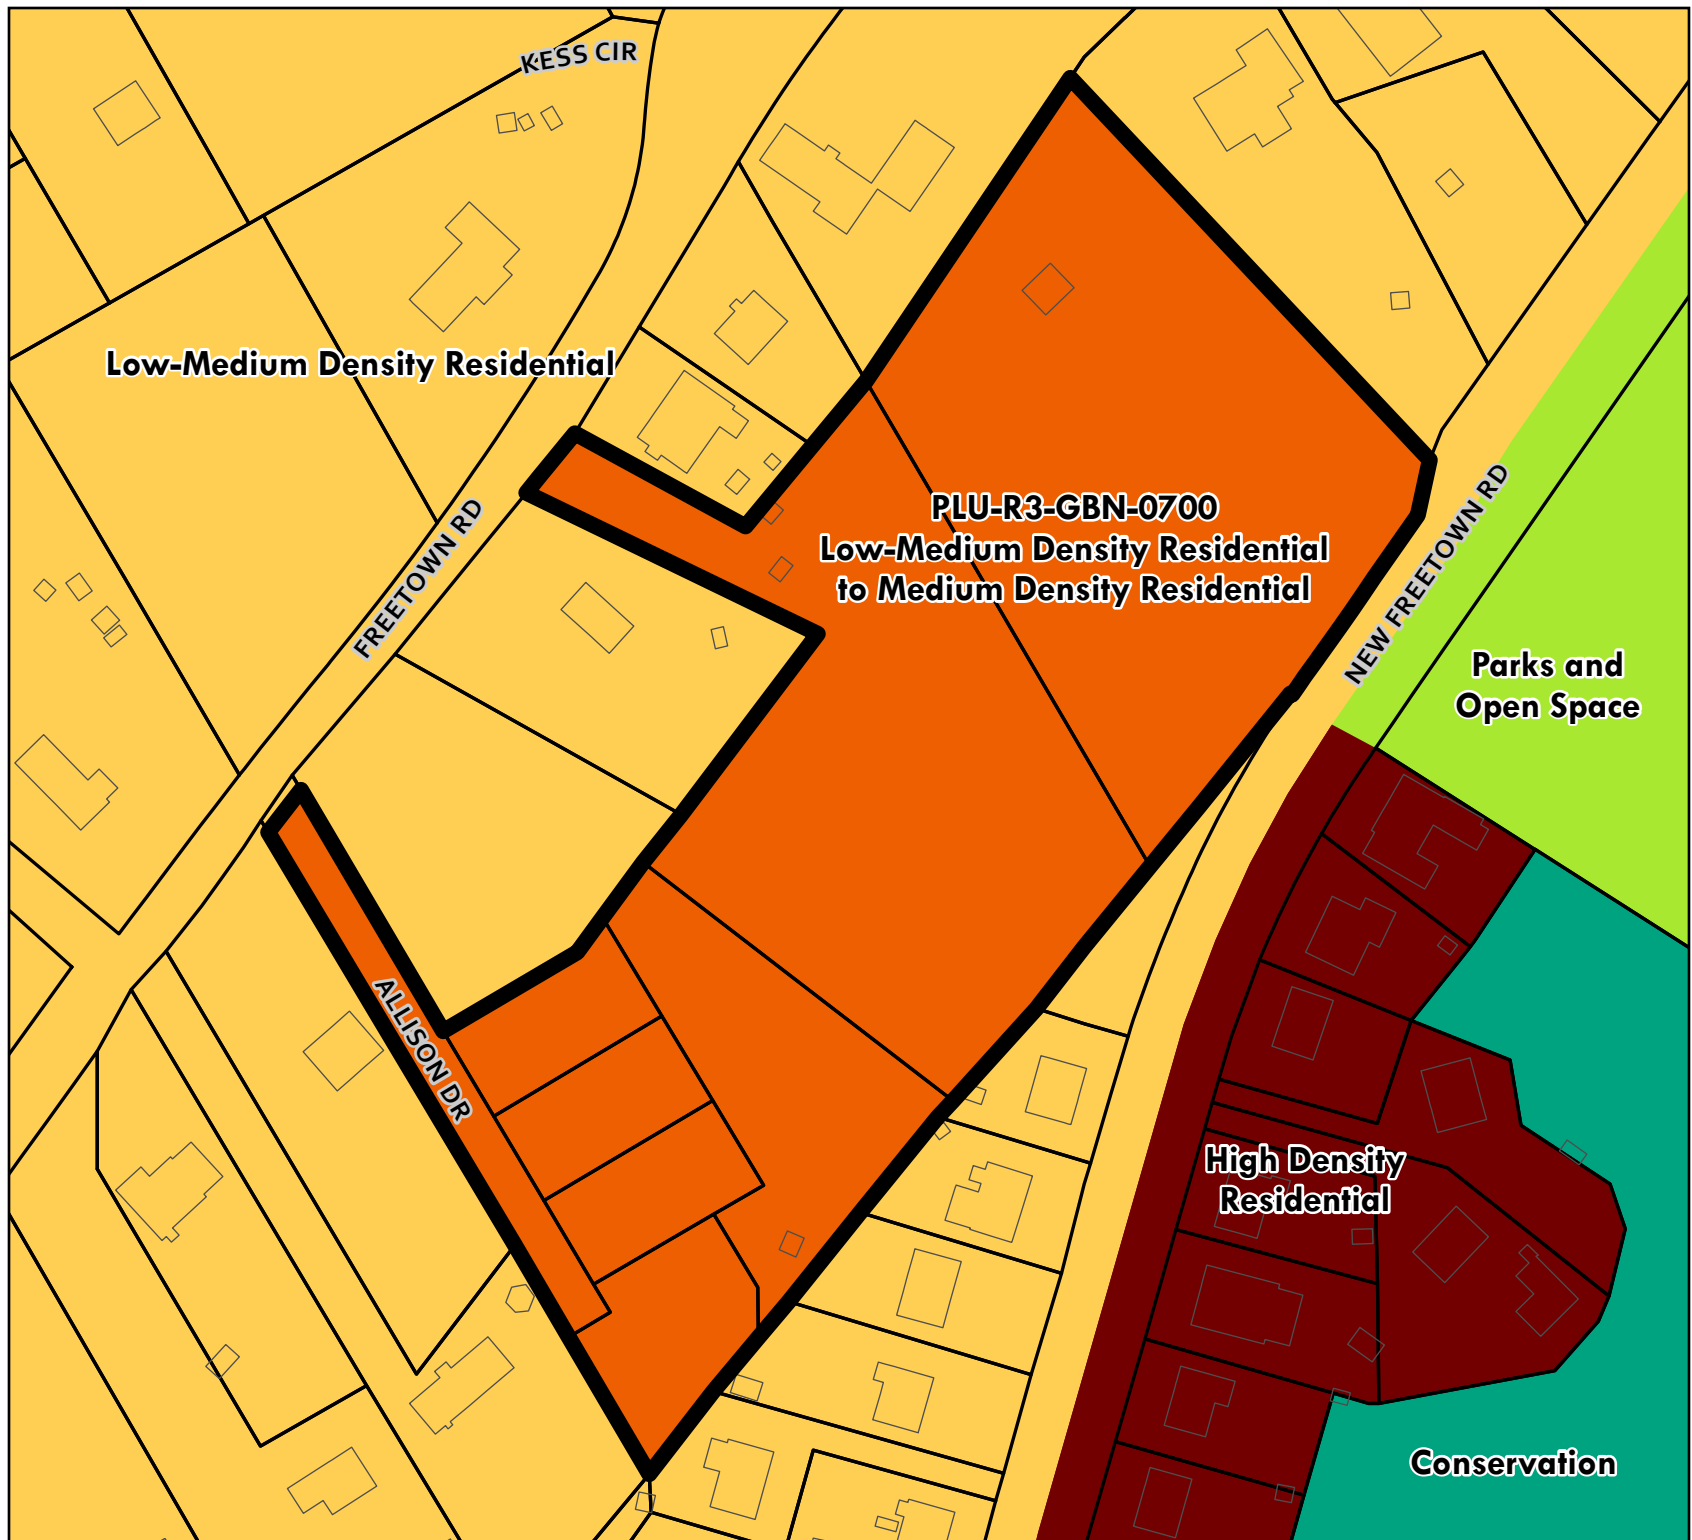 KESS CIR
Low-Medium Density Residential
FREETOWN RD
PLU-R3-GBN-0700
Low-Medium Density Residential
to Medium Density Residential
NEW FREETOWN RD
Parks and
Open Space
ALLISON DR
High Density
Residential
Conservation